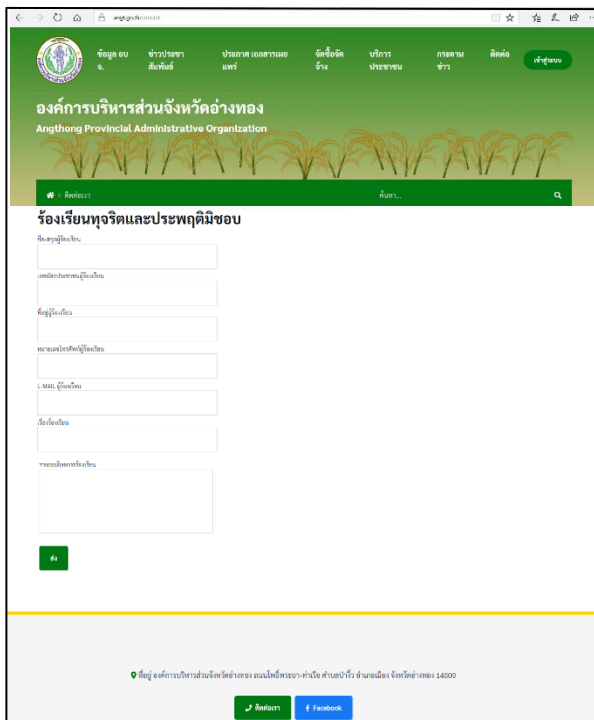 angt.go.th/contact
ข้อมูล อบจ.
ข่าวประชาสัมพันธ์
ประกาศ เอกสารเผยแพร่
จัดซื้อจัดจ้าง
บริการประชาชน
กระดานข่าว
ติดต่อ
เข้าสู่ระบบ
องค์การบริหารส่วนจังหวัดอ่างทอง
Angthong Provincial Administrative Organization
> ติดต่อเรา
ค้นหา...
ร้องเรียนทุจริตและประพฤติมิชอบ
ชื่อ-สกุลผู้ร้องเรียน
เลขบัตรประชาชนผู้ร้องเรียน
ที่อยู่ผู้ร้องเรียน
หมายเลขโทรศัพท์ผู้ร้องเรียน
E-MAIL ผู้ร้องเรียน
เรื่องร้องเรียน
รายละเอียดการร้องเรียน
ส่ง
ที่อยู่ องค์การบริหารส่วนจังหวัดอ่างทอง ถนนโพธิ์พระยา-ท่าเรือ ตำบลป่างิ้ว อำเภอเมือง จังหวัดอ่างทอง 14000
ติดต่อเรา
Facebook